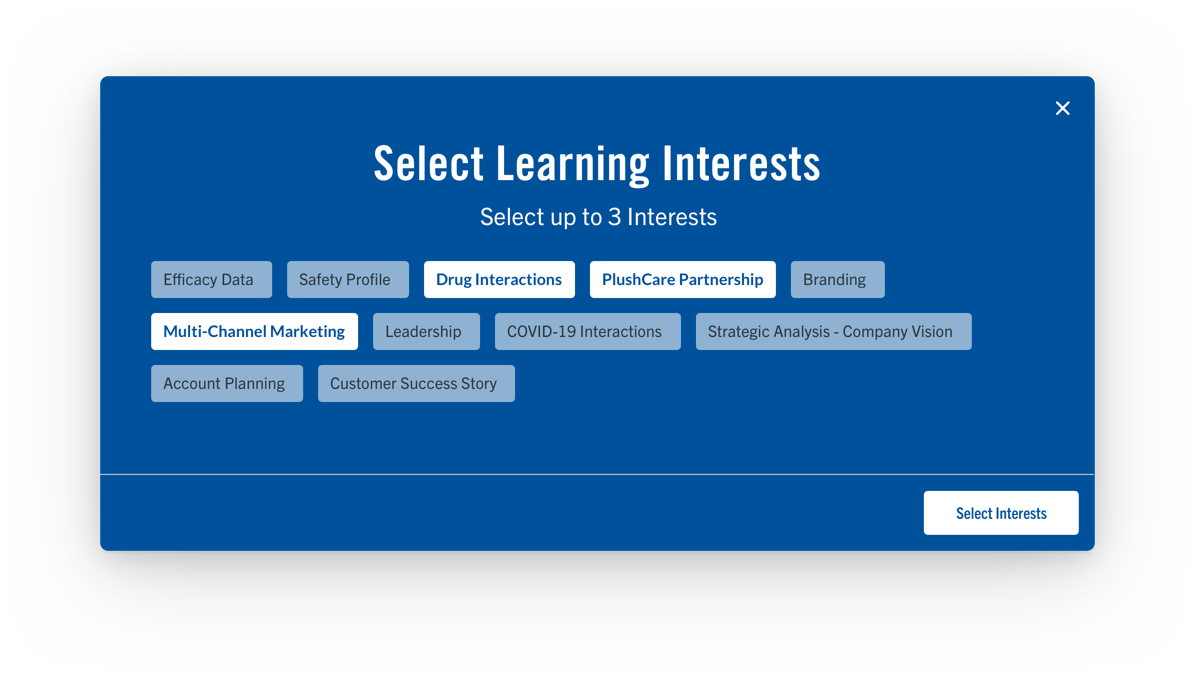 Select Learning Interests
Select up to 3 Interests
Efficacy Data Safety Profile Drug Interactions PlushCare Partnership Branding
Multi-Channel Marketing Leadership COVID-19 Interactions Strategic Analysis - Company Vision
Account Planning Customer Success Story
Select Interests